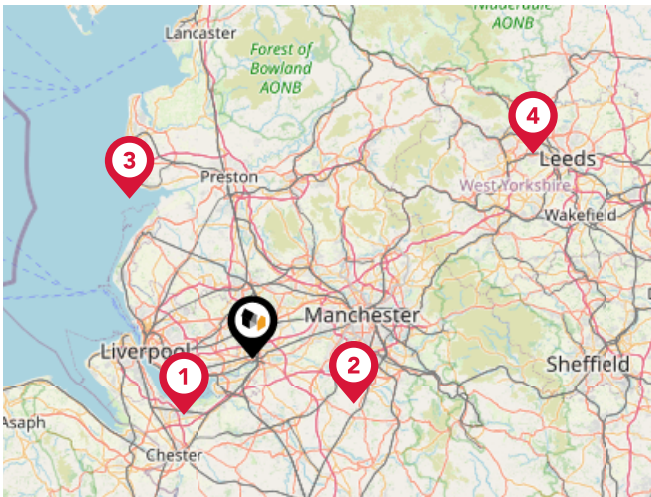 Nidderdale
AONB
Lancaster
Forest of
Bowland
AONB
4
Leeds
3
Preston
West Yorkshire
Wakefield
Manchester
Liverpool
2
Sheffield
1
Asaph
Chester